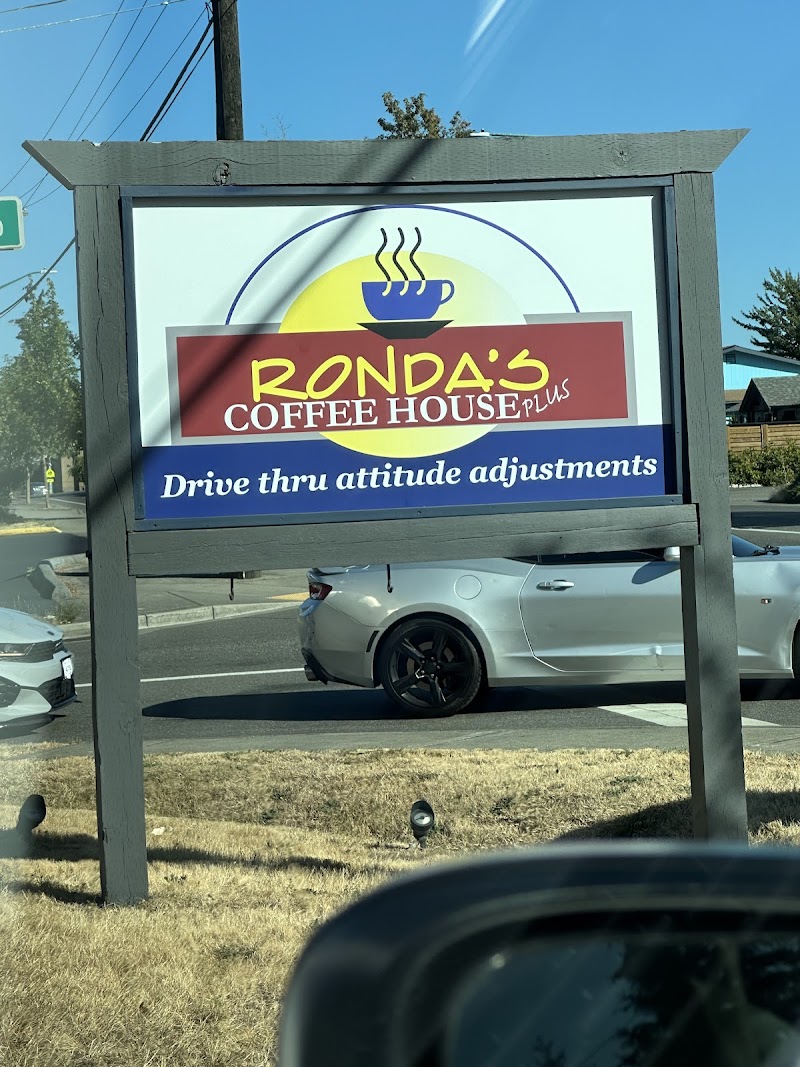 RONDA'S
COFFEE HOUSE PLUS
Drive thru attitude adjustments